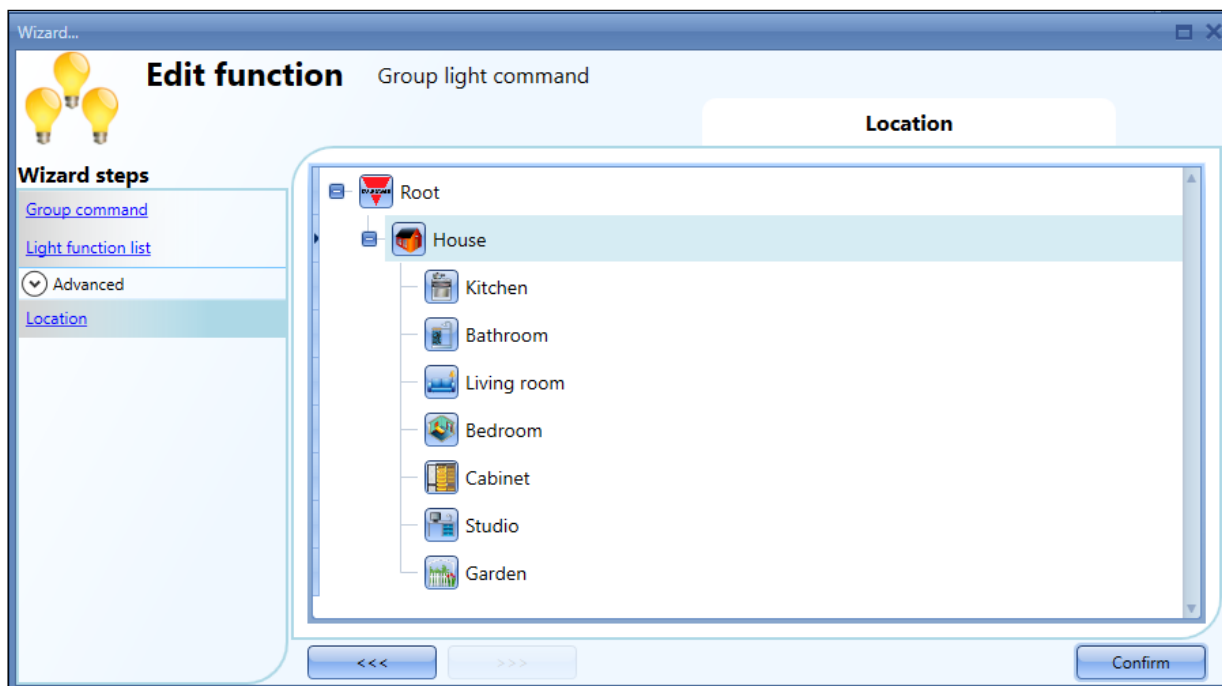 Wizard...
Edit function Group light command
Location
Wizard steps
Group command
Light function list
Advanced
Location
Root
House
Kitchen
Bathroom
Living room
Bedroom
Cabinet
Studio
Garden
<<< >>> Confirm